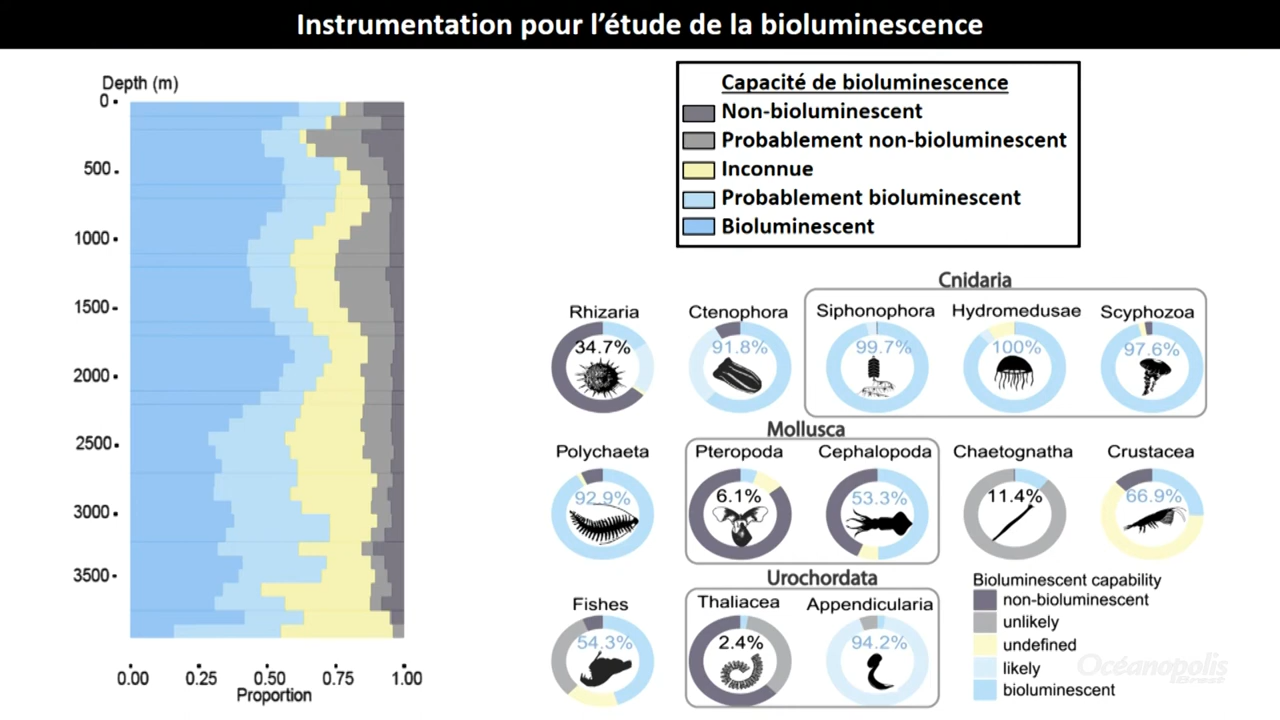 Instrumentation pour l’étude de la bioluminescence
Depth (m)
0
500
1000
1500
2000
2500
3000
3500
0.00 0.25 0.50 0.75 1.00
Proportion
Capacité de bioluminescence
Non-bioluminescent
Probablement non-bioluminescent
Inconnue
Probablement bioluminescent
Bioluminescent
Cnidaria
Rhizaria Ctenophora Siphonophora Hydromedusae Scyphozoa
34.7% 91.8% 99.7% 100% 97.6%
Mollusca
Polychaeta Pteropoda Cephalopoda Chaetognatha Crustacea
92.9% 6.1% 53.3% 11.4% 66.9%
Urochordata
Fishes Thaliacea Appendicularia
54.3% 2.4% 94.2%
Bioluminescent capability
non-bioluminescent
unlikely
undefined
likely
bioluminescent
Océanopolis
Brest